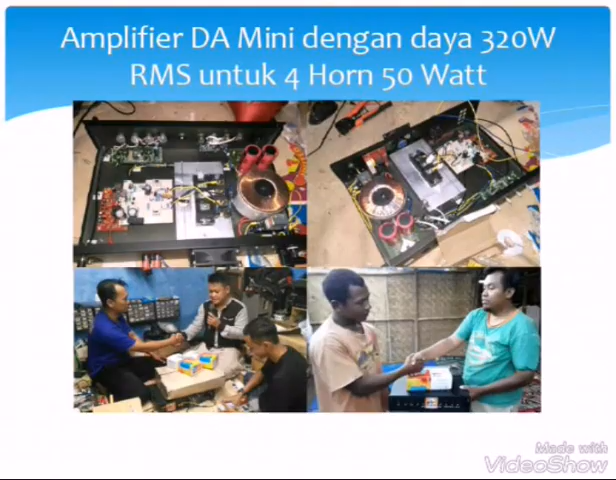 Amplifier DA Mini dengan daya 320W
RMS untuk 4 Horn 50 Watt
Made with
VideoShow